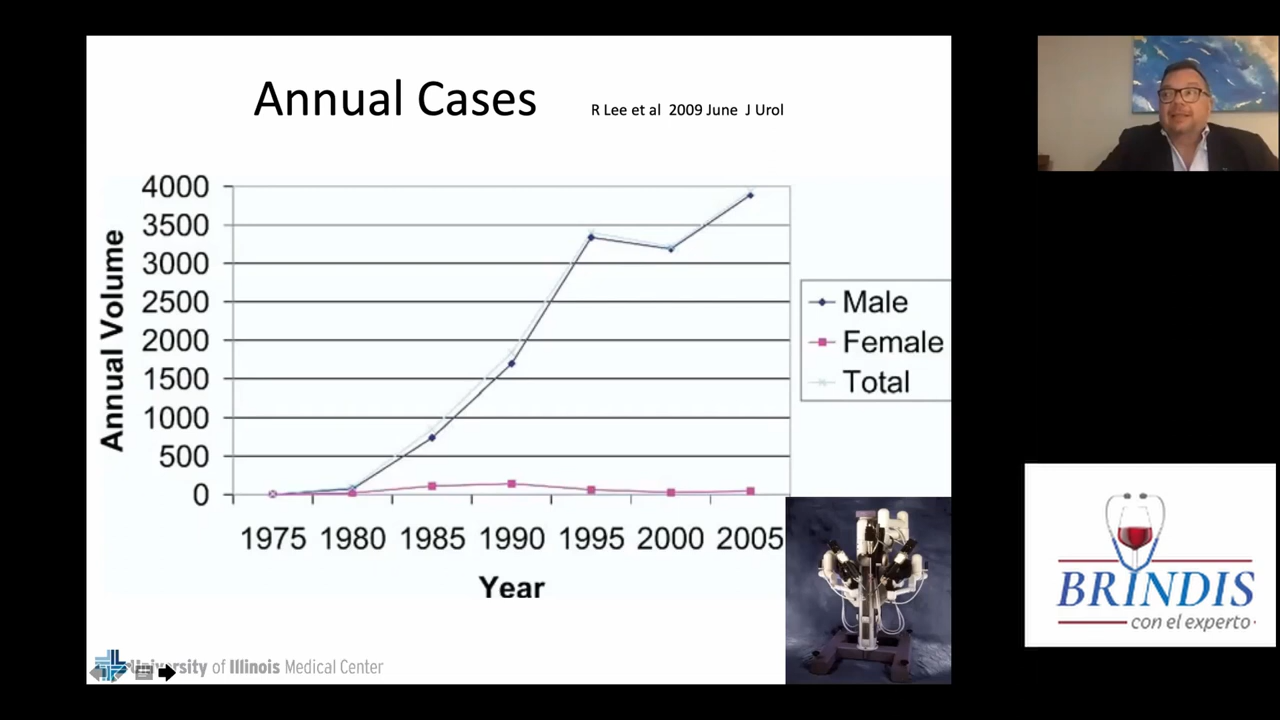 Annual Cases
R Lee et al 2009 June J Urol
4000
3500
3000
2500
2000
1500
1000
500
0
Annual Volume
1975 1980 1985 1990 1995 2000 2005
Year
Male
Female
Total
University of Illinois Medical Center
BRINDIS
con el experto